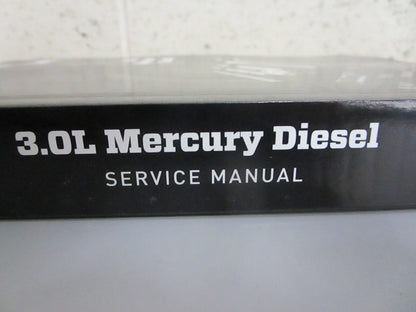 3.0L Mercury Diesel
SERVICE MANUAL